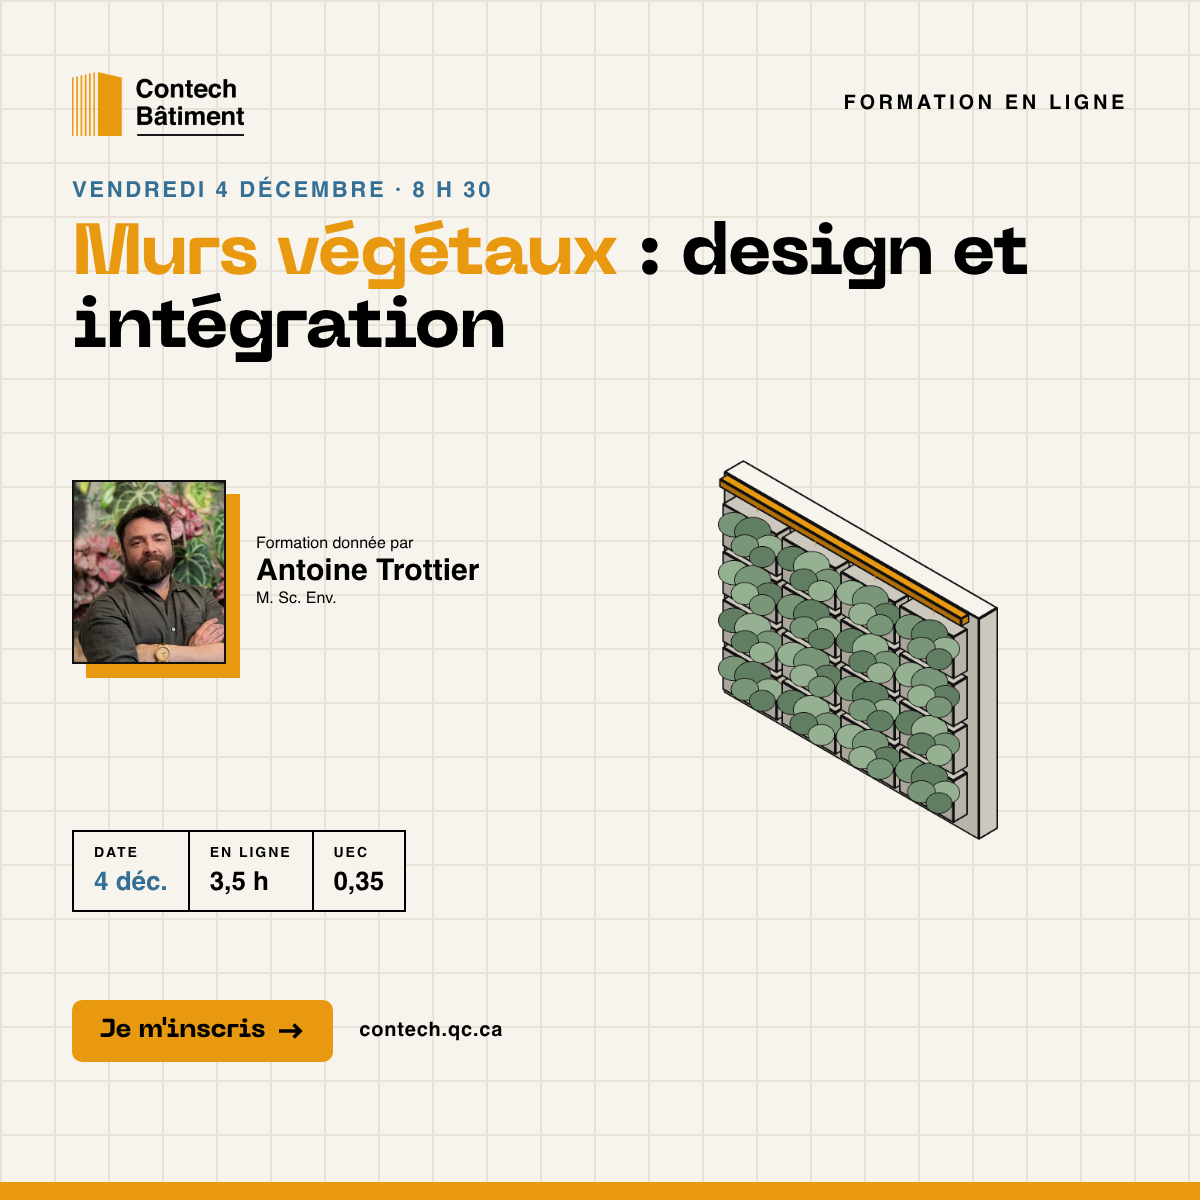 Contech
Bâtiment
FORMATION EN LIGNE
VENDREDI 4 DÉCEMBRE · 8 H 30
Murs végétaux : design et
intégration
Formation donnée par
Antoine Trottier
M. Sc. Env.
DATE
4 déc.
EN LIGNE
3,5 h
UEC
0,35
Je m'inscris →
contech.qc.ca